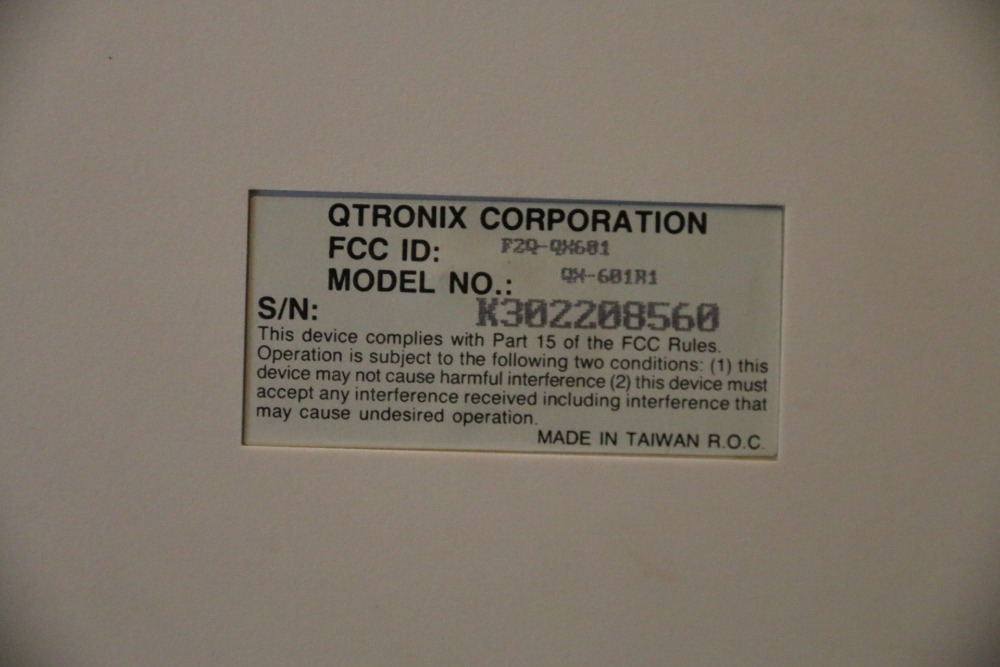 QTRONIX CORPORATION
FCC ID: F2Q-QX601
MODEL NO.: QX-601R1
S/N: K302208560
This device complies with Part 15 of the FCC Rules.
Operation is subject to the following two conditions: (1) this
device may not cause harmful interference (2) this device must
accept any interference received including interference that
may cause undesired operation.
MADE IN TAIWAN R.O.C.